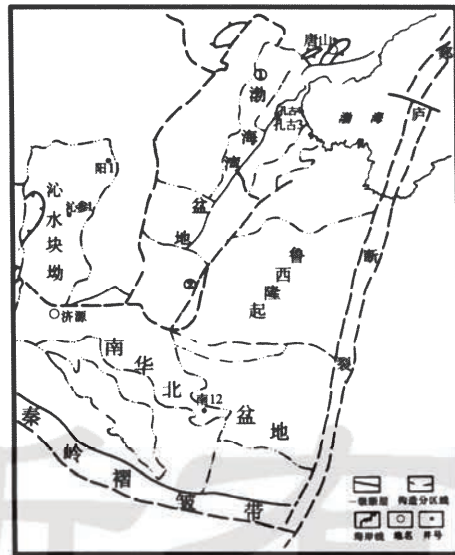 唐山
郯
①
渤
海
湾
盆
地
孔古4
孔古3
渤海
庐
阳1
沁参1
沁
水
块
坳
断
鲁
西
隆
起
②
济源
裂
南
华
北
盆
地
南12
秦
岭
褶
皱
带
一级断层 构造分区线
海岸线 地名 井号